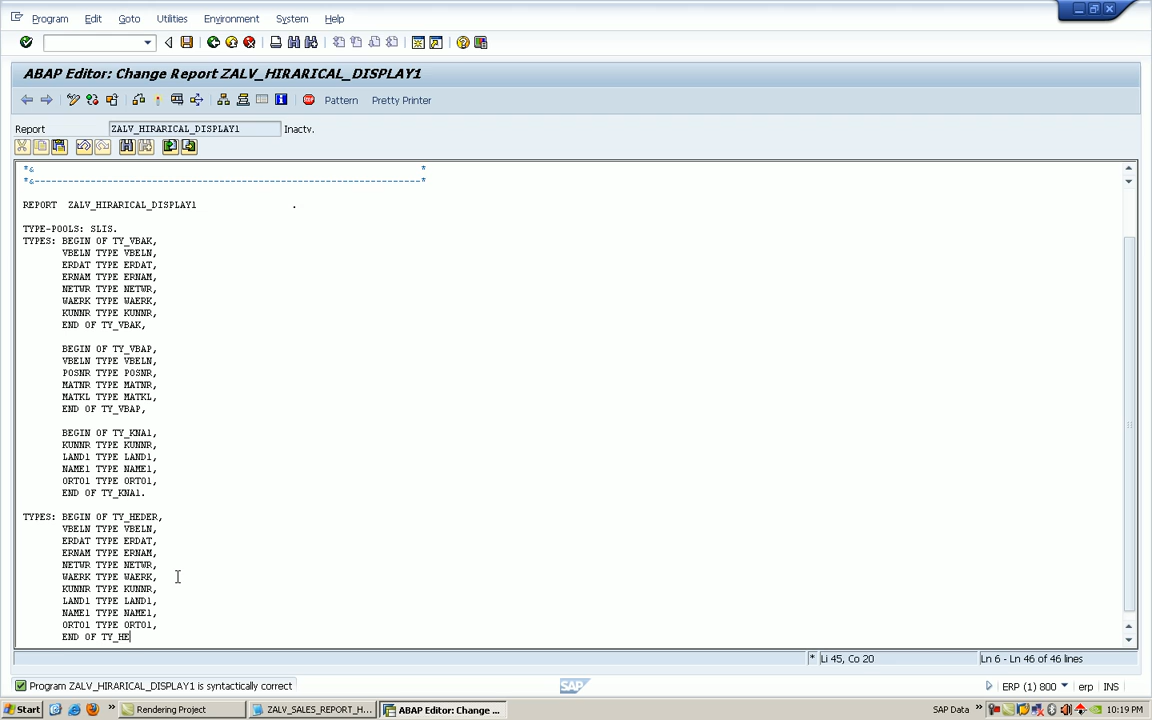 Program Edit Goto Utilities Environment System Help
ABAP Editor: Change Report ZALV_HIRARICAL_DISPLAY1
Pattern Pretty Printer
Report ZALV_HIRARICAL_DISPLAY1 Inactv.
*& *
*&---------------------------------------------------------------------*
REPORT ZALV_HIRARICAL_DISPLAY1 .
TYPE-POOLS: SLIS.
TYPES: BEGIN OF TY_VBAK,
VBELN TYPE VBELN,
ERDAT TYPE ERDAT,
ERNAM TYPE ERNAM,
NETWR TYPE NETWR,
WAERK TYPE WAERK,
KUNNR TYPE KUNNR,
END OF TY_VBAK,
BEGIN OF TY_VBAP,
VBELN TYPE VBELN,
POSNR TYPE POSNR,
MATNR TYPE MATNR,
MATKL TYPE MATKL,
END OF TY_VBAP,
BEGIN OF TY_KNA1,
KUNNR TYPE KUNNR,
LAND1 TYPE LAND1,
NAME1 TYPE NAME1,
ORT01 TYPE ORT01,
END OF TY_KNA1.
TYPES: BEGIN OF TY_HEDER,
VBELN TYPE VBELN,
ERDAT TYPE ERDAT,
ERNAM TYPE ERNAM,
NETWR TYPE NETWR,
WAERK TYPE WAERK,
KUNNR TYPE KUNNR,
LAND1 TYPE LAND1,
NAME1 TYPE NAME1,
ORT01 TYPE ORT01,
END OF TY_HE
* Li 45, Co 20 Ln 6 - Ln 46 of 46 lines
Program ZALV_HIRARICAL_DISPLAY1 is syntactically correct SAP ERP (1) 800 erp INS
Start Rendering Project ZALV_SALES_REPORT_H... ABAP Editor: Change ... SAP Data 10:19 PM